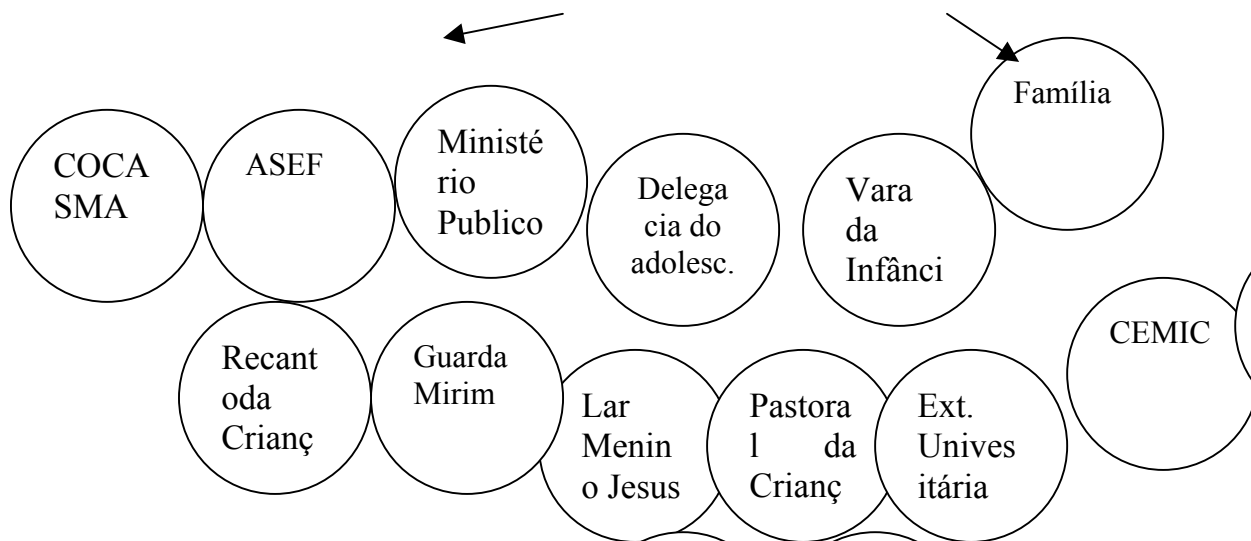 Família
COCA
SMA
ASEF
Ministé
rio
Publico
Delega
cia do
adolesc.
Vara
da
Infânci
CEMIC
Recant
oda
Crianç
Guarda
Mirim
Lar
Menin
o Jesus
Pastora
l da
Crianç
Ext.
Unives
itária